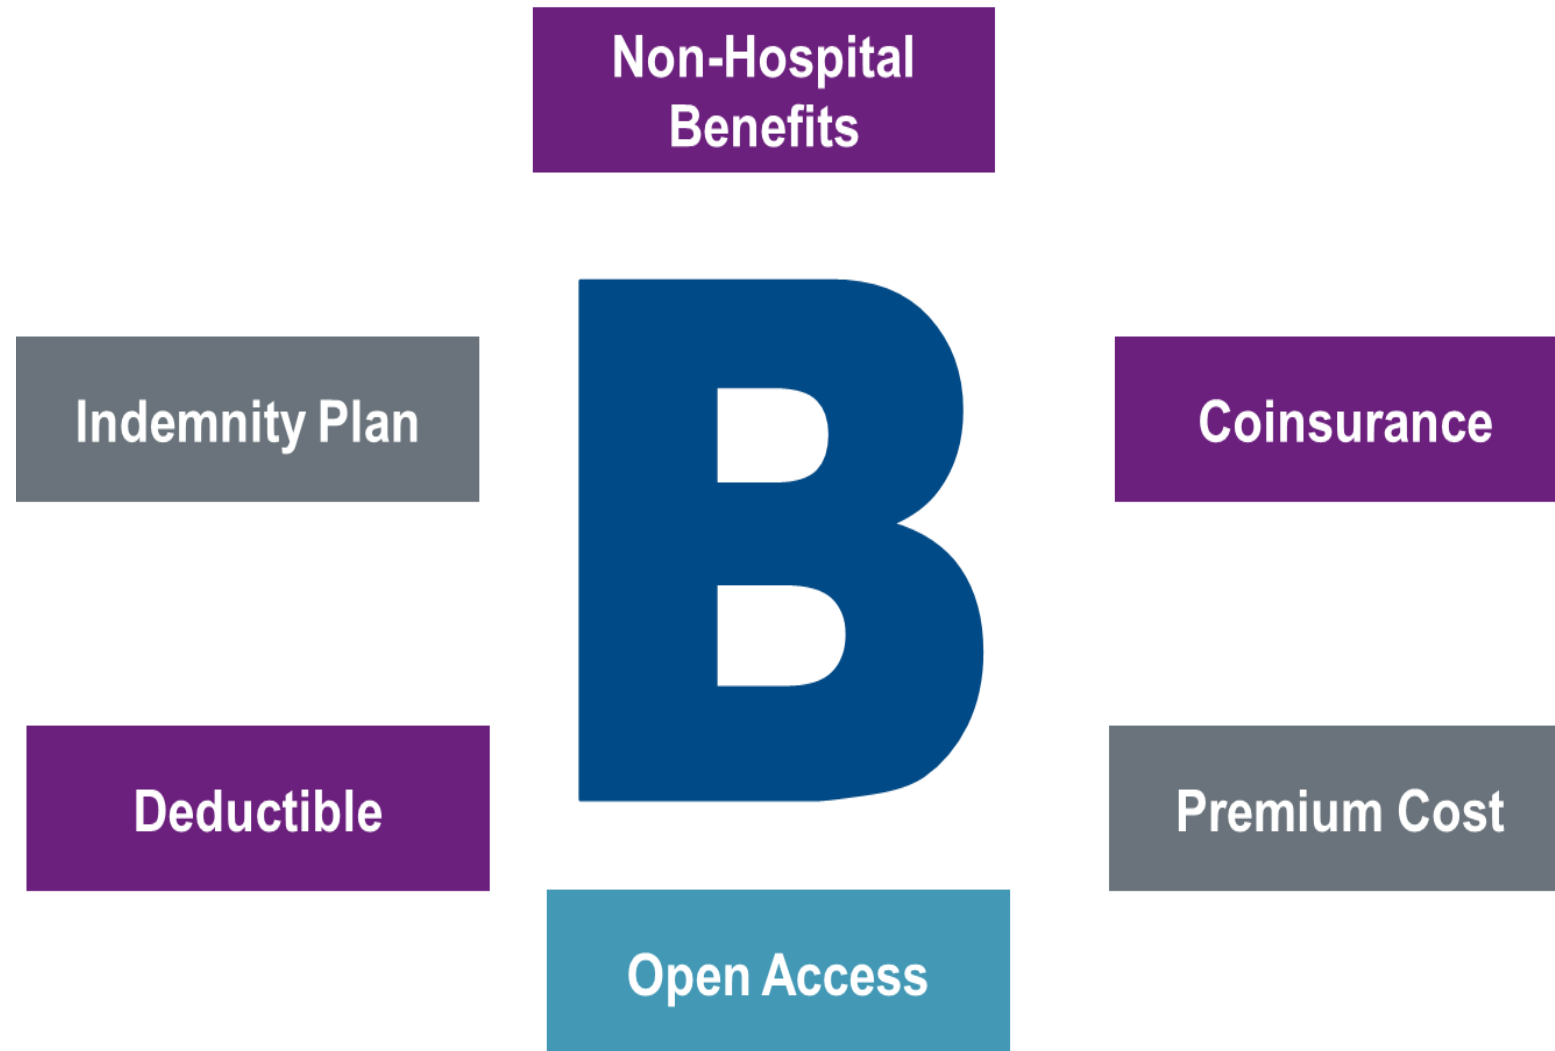 Non-Hospital
Benefits
Indemnity Plan
B
Coinsurance
Deductible
Premium Cost
Open Access